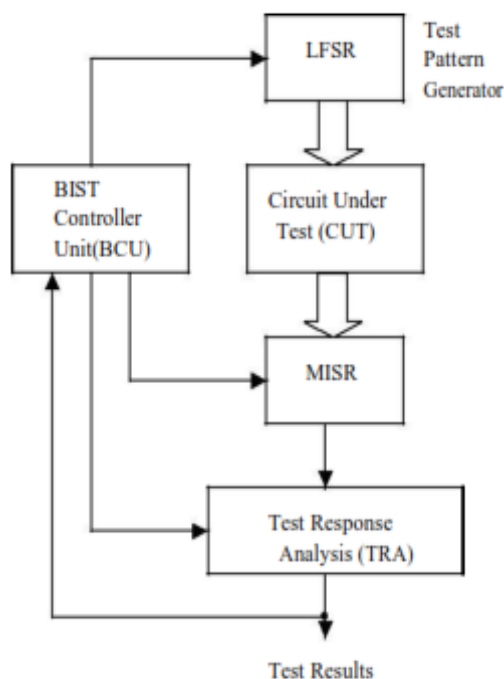 LFSR
Test
Pattern
Generator
BIST
Controller
Unit(BCU)
Circuit Under
Test (CUT)
MISR
Test Response
Analysis (TRA)
Test Results